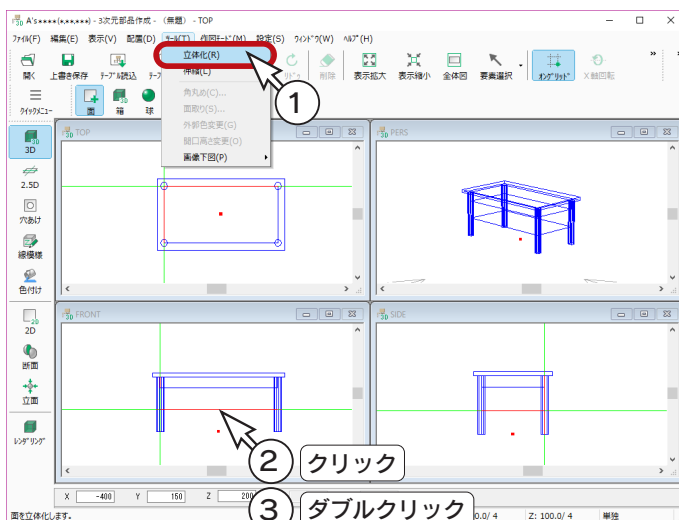 A's****(*,**,***) - 3次元部品作成 - （無題） - TOP
ﾌｧｲﾙ(F) 編集(E) 表示(V) 配置(D) ﾂｰﾙ(T) 作図ﾓｰﾄﾞ(M) 設定(S) ｳｨﾝﾄﾞｳ(W) ﾍﾙﾌﾟ(H)
開く 上書き保存 ﾃｰﾌﾞﾙ読込 削除 表示拡大 表示縮小 全体図 要素選択 ｵﾝｸﾞﾘｯﾄﾞ X軸回転
ｸｲｯｸﾒﾆｭｰ 面 箱 球
立体化(R)
伸縮(L)
角丸め(C)...
面取り(S)...
外部色変更(G)
開口高さ変更(O)
画像下図(P)
1
3D
2.5D
穴あけ
縁模様
色付け
2D
断面
立面
ﾚﾝﾀﾞﾘﾝｸﾞ
TOP
PERS
FRONT
SIDE
2 クリック
3 ダブルクリック
X -400 Y 150 Z 200
面を立体化します。 0.0/ 4 Z: 100.0/ 4 単独